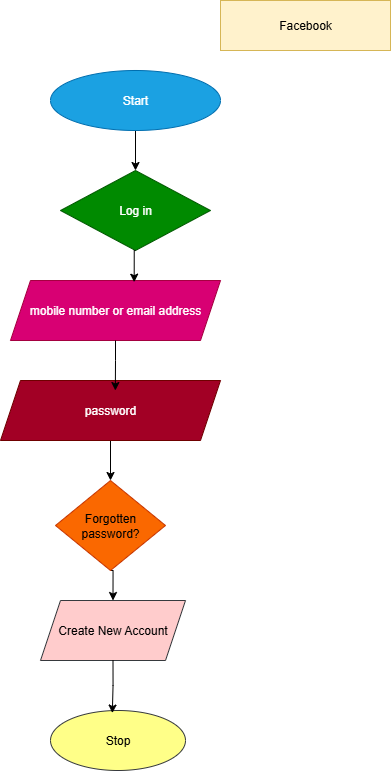 Facebook
Start
Log in
mobile number or email address
password
Forgotten
password?
Create New Account
Stop